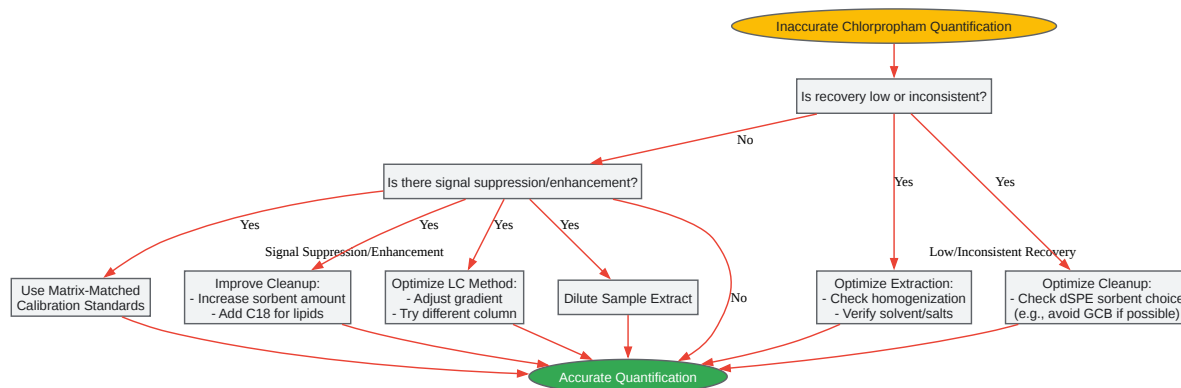 Inaccurate Chlorpropham Quantification
Is recovery low or inconsistent?
No
Is there signal suppression/enhancement?
Yes
Yes
Yes
Yes
Yes
Yes
Signal Suppression/Enhancement
Low/Inconsistent Recovery
Use Matrix-Matched
Calibration Standards
Improve Cleanup:
- Increase sorbent amount
- Add C18 for lipids
Optimize LC Method:
- Adjust gradient
- Try different column
Dilute Sample Extract
No
Optimize Extraction:
- Check homogenization
- Verify solvent/salts
Optimize Cleanup:
- Check dSPE sorbent choice
(e.g., avoid GCB if possible)
Accurate Quantification